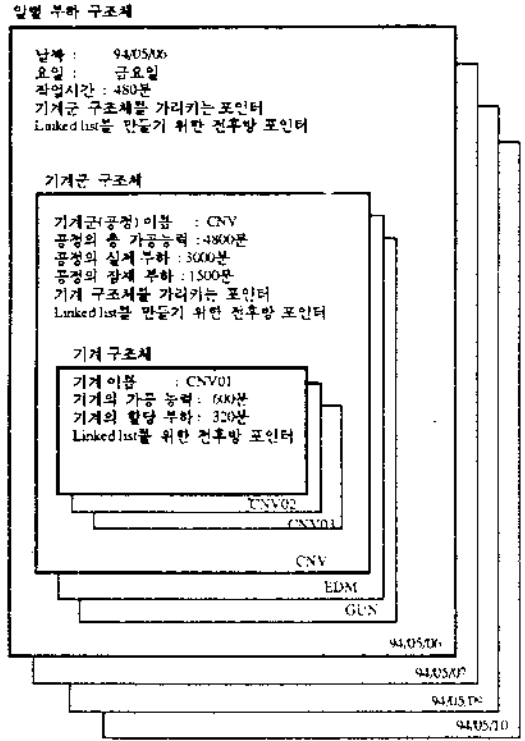 일별 부하 구조체
날짜 : 94/05/06
요일 : 금요일
작업시간 : 480분
기계군 구조체를 가리키는 포인터
Linked list를 만들기 위한 전후방 포인터
기계군 구조체
기계군(공정) 이름 : CNV
공정의 총 가공능력 : 4800분
공정의 실제 부하 : 3000분
공정의 잠재 부하 : 1500분
기계 구조체를 가리키는 포인터
Linked list를 만들기 위한 전후방 포인터
기계 구조체
기계 이름 : CNV01
기계의 가공 능력 : 600분
기계의 할당 부하 : 320분
Linked list를 위한 전후방 포인터
CNV02
CNV03
CNV
EDM
GUN
94/05/06
94/05/07
94/05/10